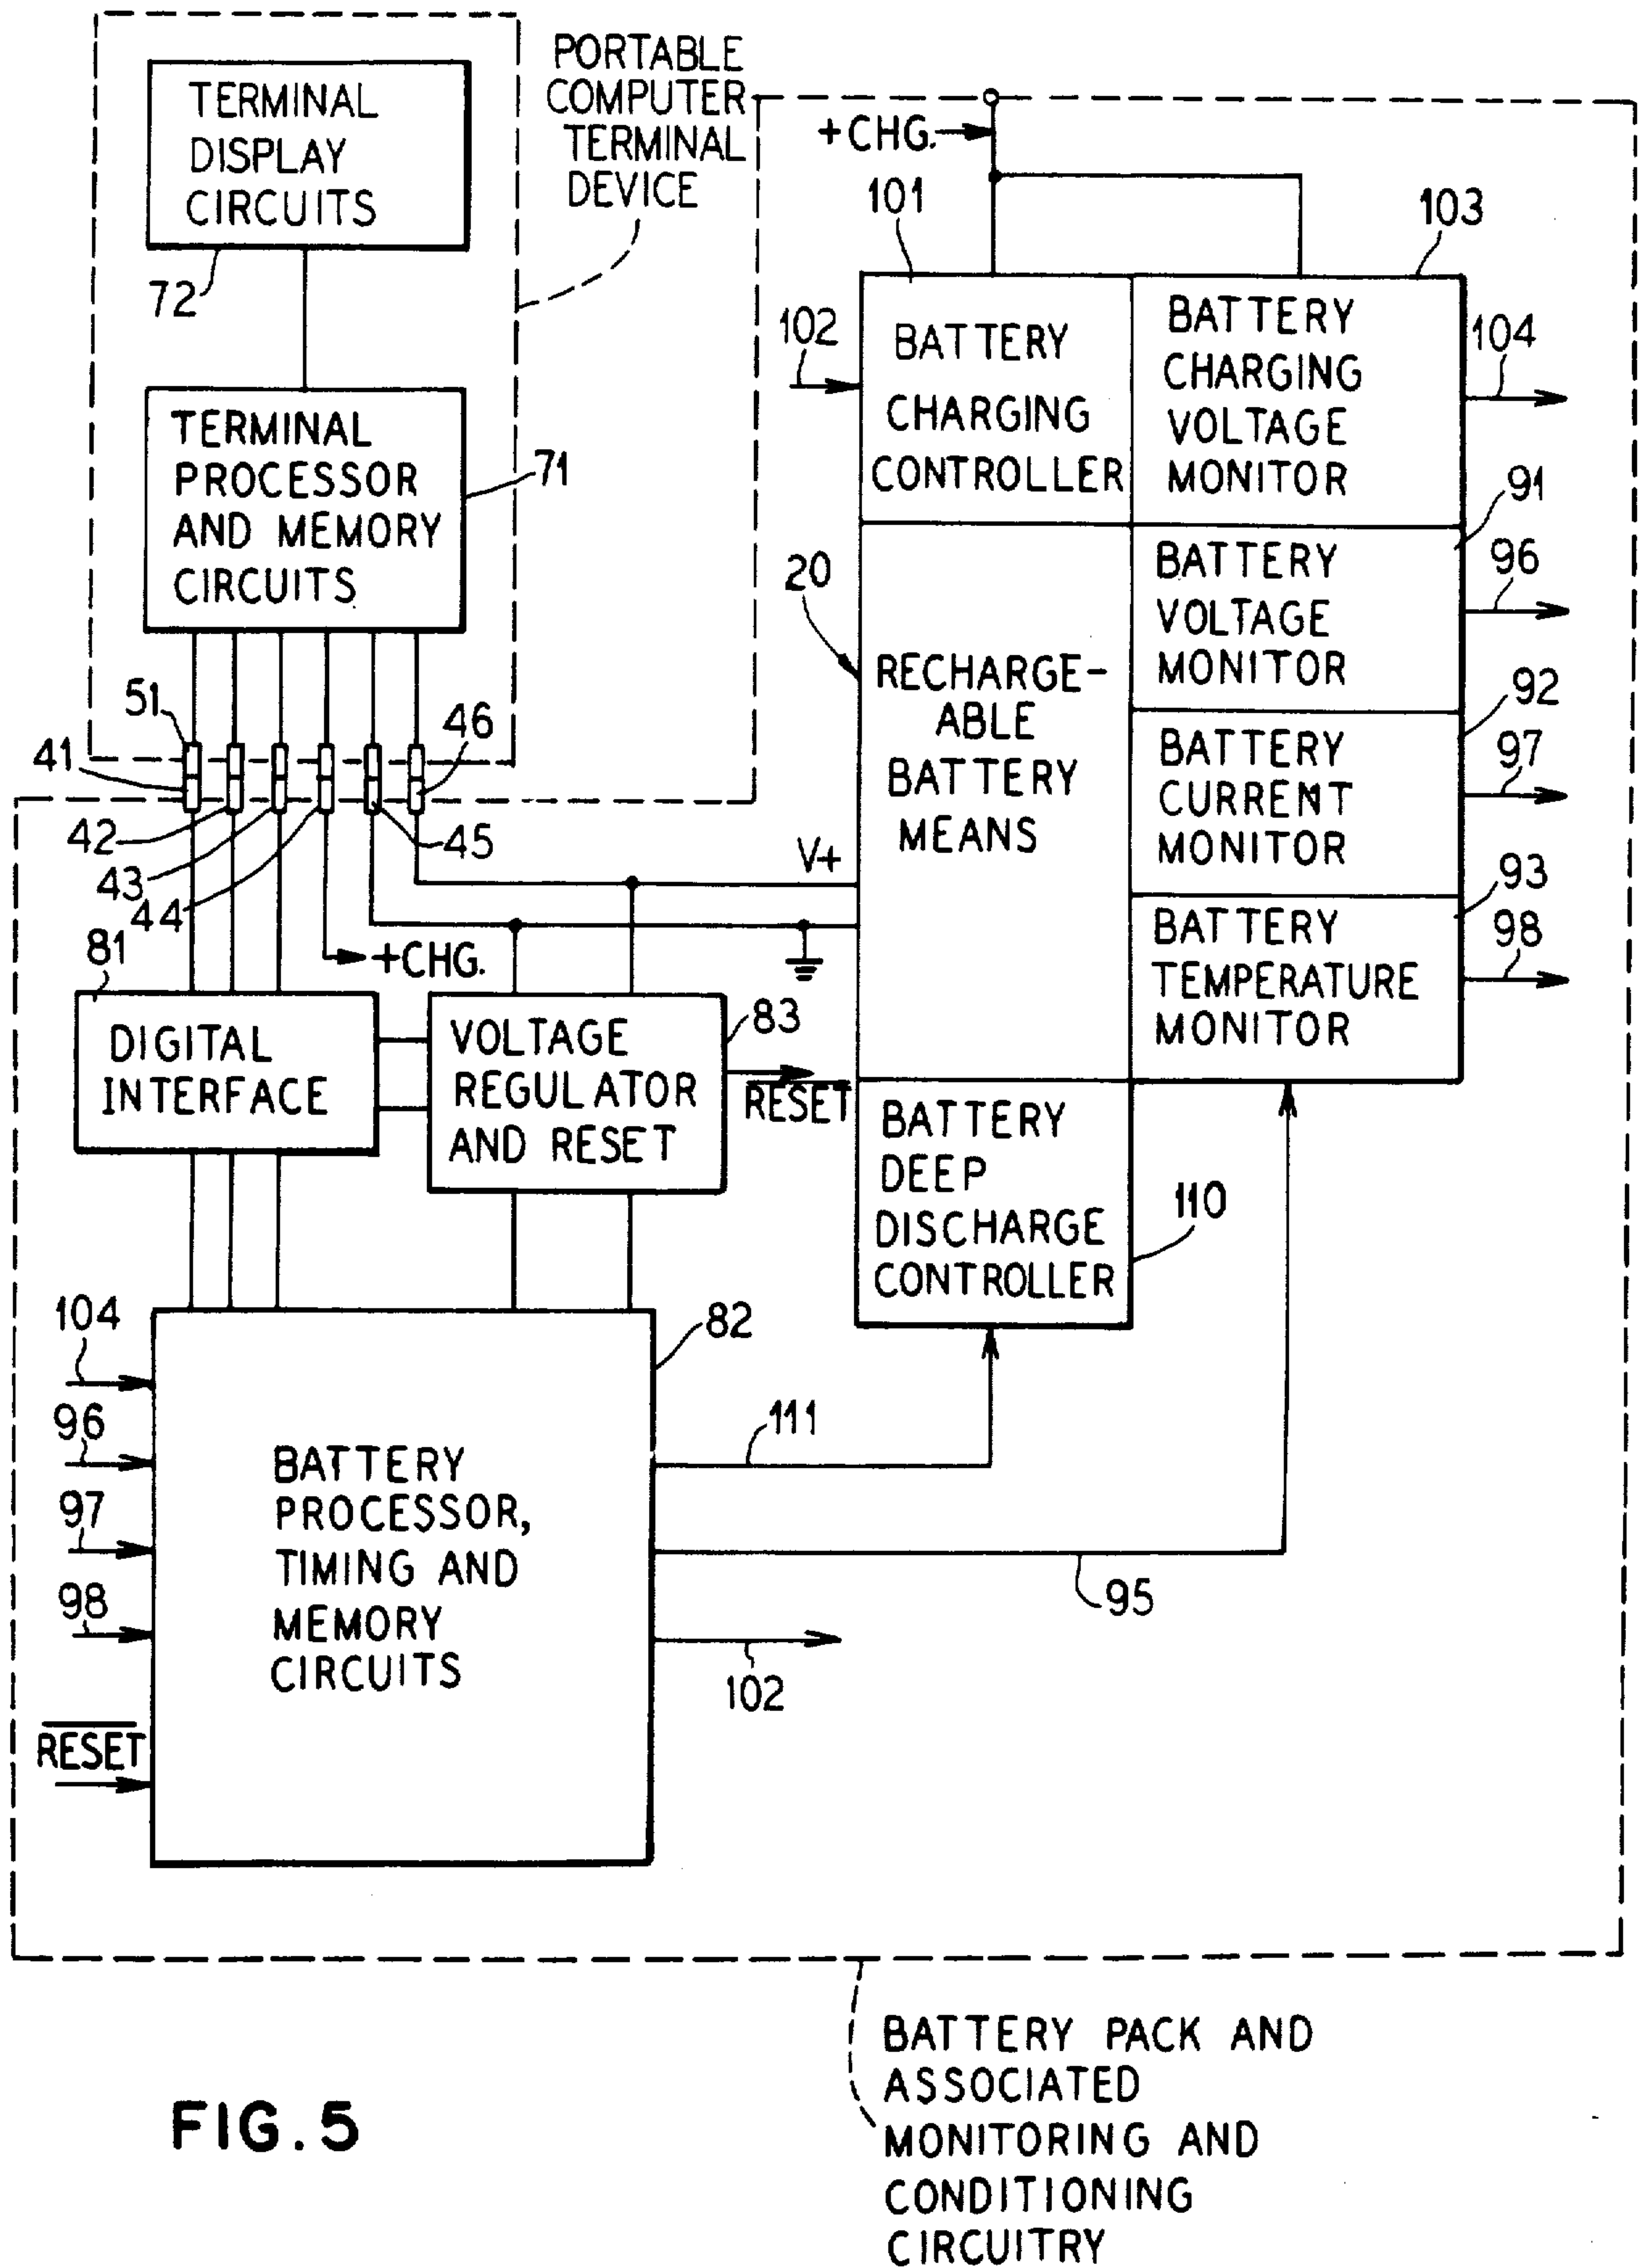 PORTABLE
COMPUTER
TERMINAL
DEVICE
TERMINAL
DISPLAY
CIRCUITS
72
TERMINAL
PROCESSOR
AND MEMORY
CIRCUITS
71
51
41
42
43
44
45
46
+CHG.
V+
+CHG.
101
103
102
BATTERY
CHARGING
CONTROLLER
BATTERY
CHARGING
VOLTAGE
MONITOR
104
91
20
RECHARGE-
ABLE
BATTERY
MEANS
BATTERY
VOLTAGE
MONITOR
96
92
BATTERY
CURRENT
MONITOR
97
93
BATTERY
TEMPERATURE
MONITOR
98
81
DIGITAL
INTERFACE
VOLTAGE
REGULATOR
AND RESET
83
RESET
BATTERY
DEEP
DISCHARGE
CONTROLLER
110
104
96
97
98
RESET
82
BATTERY
PROCESSOR,
TIMING AND
MEMORY
CIRCUITS
111
95
102
BATTERY PACK AND
ASSOCIATED
MONITORING AND
CONDITIONING
CIRCUITRY
FIG. 5